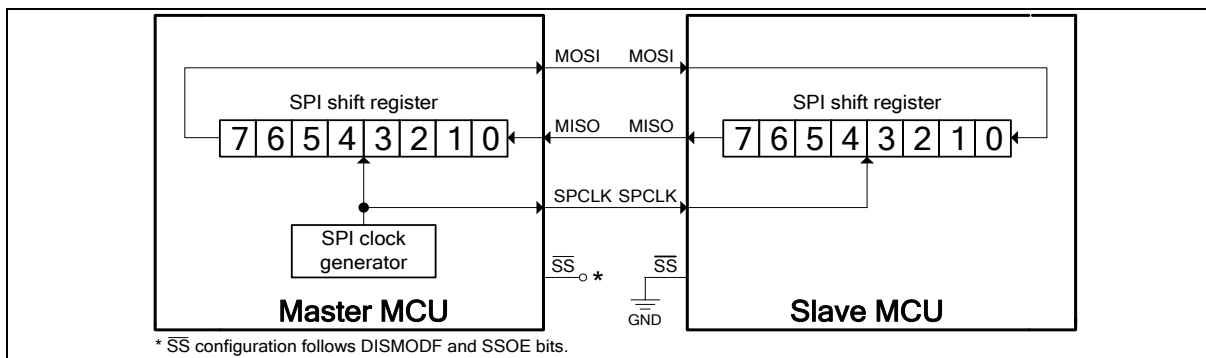 MOSI MOSI
SPI shift register SPI shift register
7 6 5 4 3 2 1 0 MISO MISO 7 6 5 4 3 2 1 0
SPCLK SPCLK
SPI clock
generator
SS * SS
GND
Master MCU Slave MCU
* SS configuration follows DISMODF and SSOE bits.